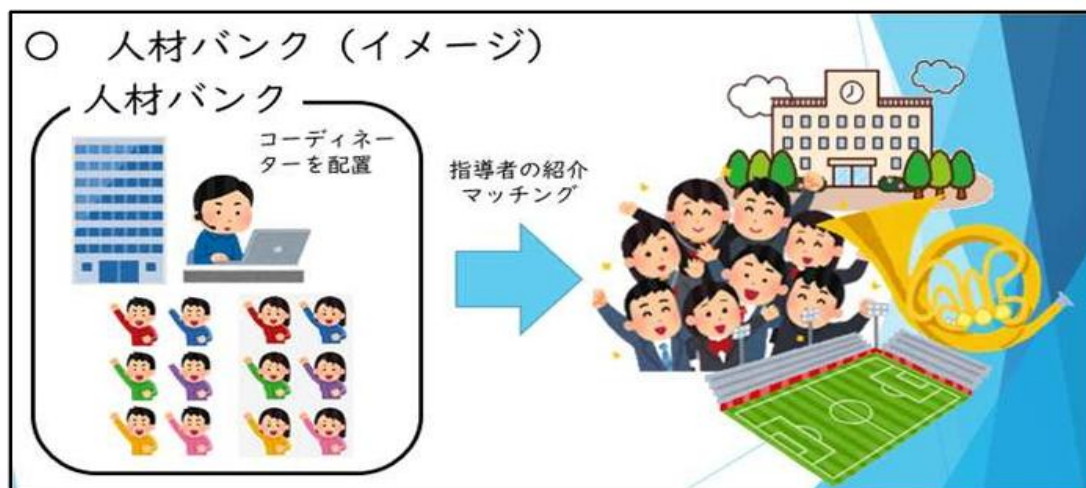 〇 人材バンク（イメージ）
人材バンク
コーディネー
ターを配置
指導者の紹介
マッチング